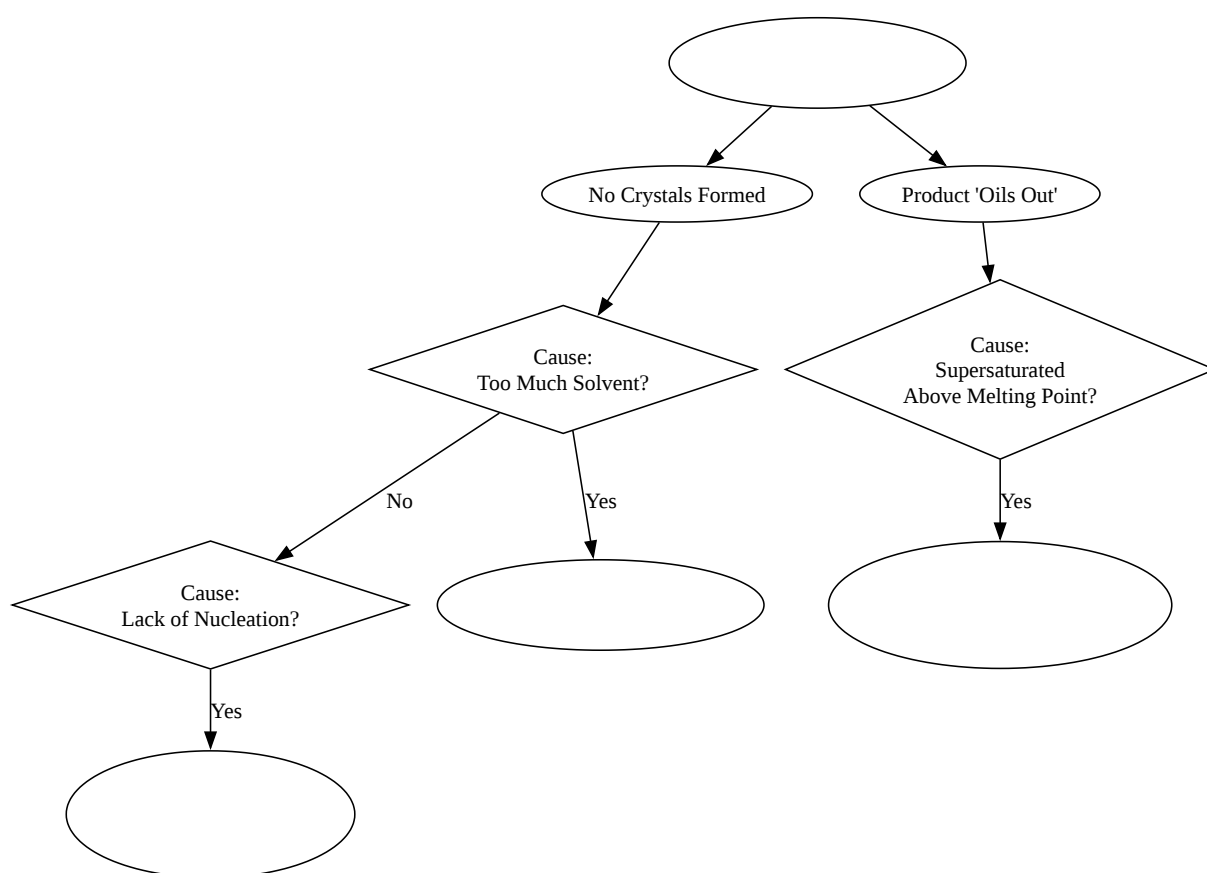 No Crystals Formed
Product 'Oils Out'
Cause:
Too Much Solvent?
Cause:
Supersaturated
Above Melting Point?
No
Yes
Yes
Cause:
Lack of Nucleation?
Yes